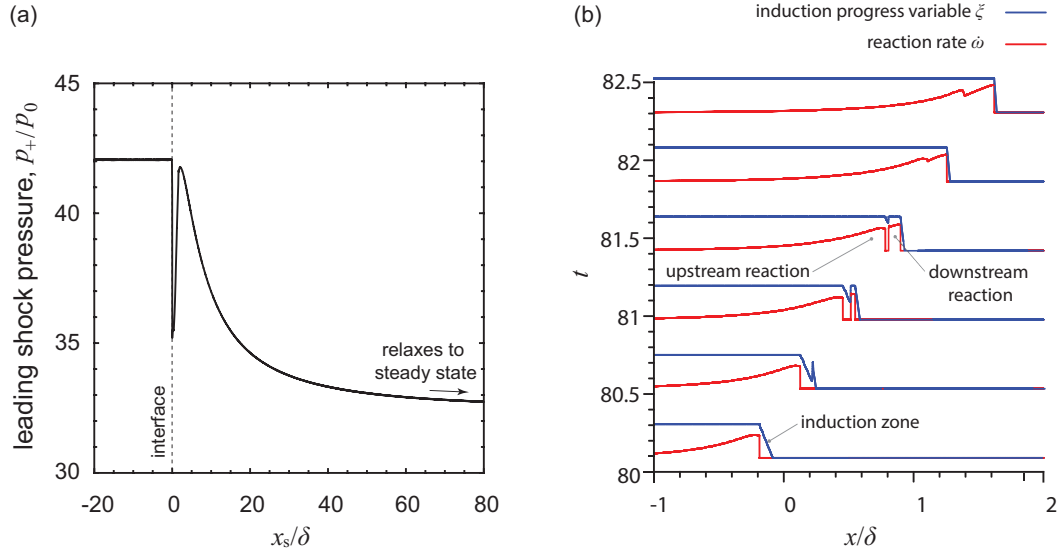 (a)
45
40
35
30
leading shock pressure, p₊/p₀
interface
relaxes to
steady state
-20
0
20
40
60
80
xₛ/δ
(b)
induction progress variable ξ
reaction rate ω̇
82.5
82
81.5
81
80.5
80
t
upstream reaction
downstream
reaction
induction zone
-1
0
1
2
x/δ